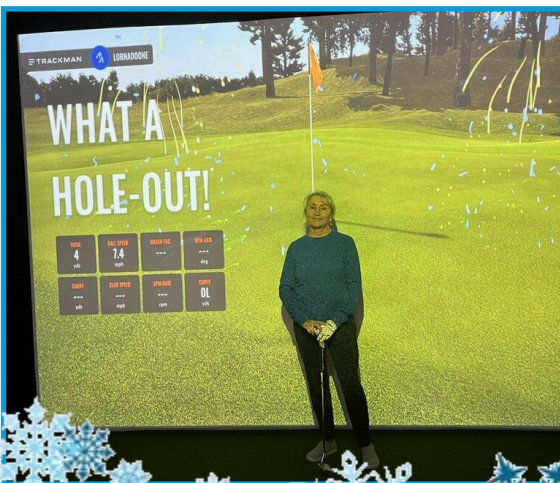 TRACKMAN LORNADOONE
WHAT A
HOLE-OUT!
TOTAL BALL SPEED SMASH FAC. SPIN AXIS
4 7.4 --- ---
yds mph deg
CARRY CLUB SPEED SPIN RATE CURVE
--- --- --- 0L
yds mph rpm yds